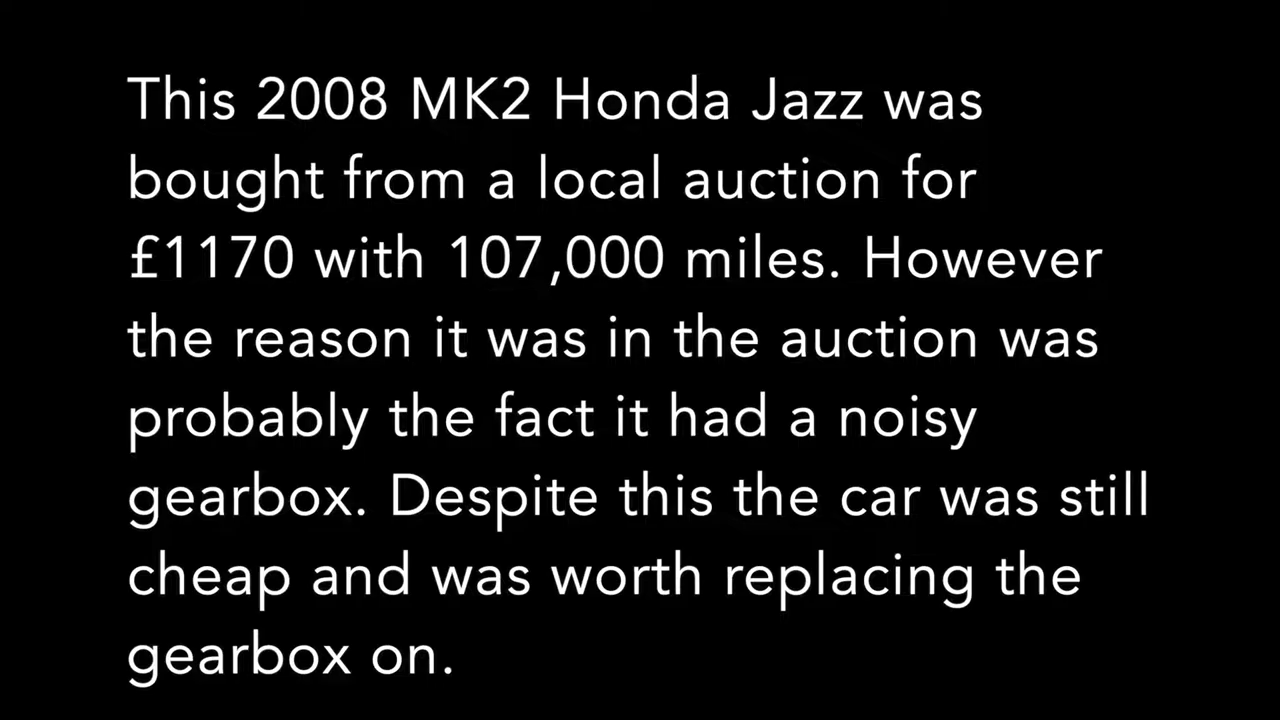 This 2008 MK2 Honda Jazz was
bought from a local auction for
£1170 with 107,000 miles. However
the reason it was in the auction was
probably the fact it had a noisy
gearbox. Despite this the car was still
cheap and was worth replacing the
gearbox on.